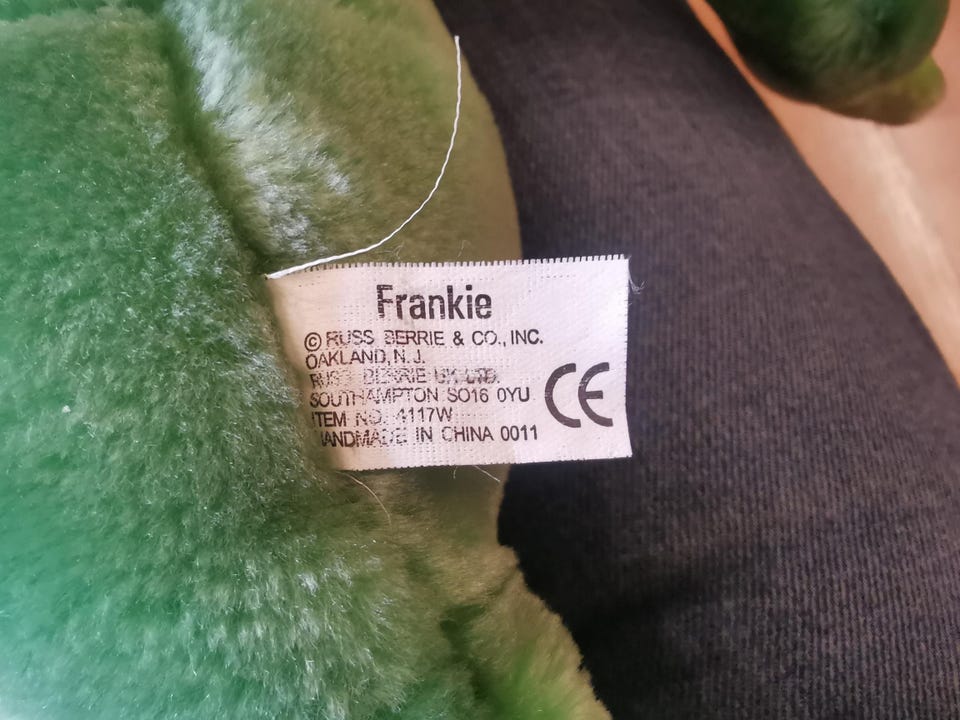 Frankie
© RUSS BERRIE & CO., INC.
OAKLAND, N.J.
RUSS BERRIE UK LTD.
SOUTHAMPTON SO16 0YU
ITEM NO. 4117W
HANDMADE IN CHINA 0011
CE